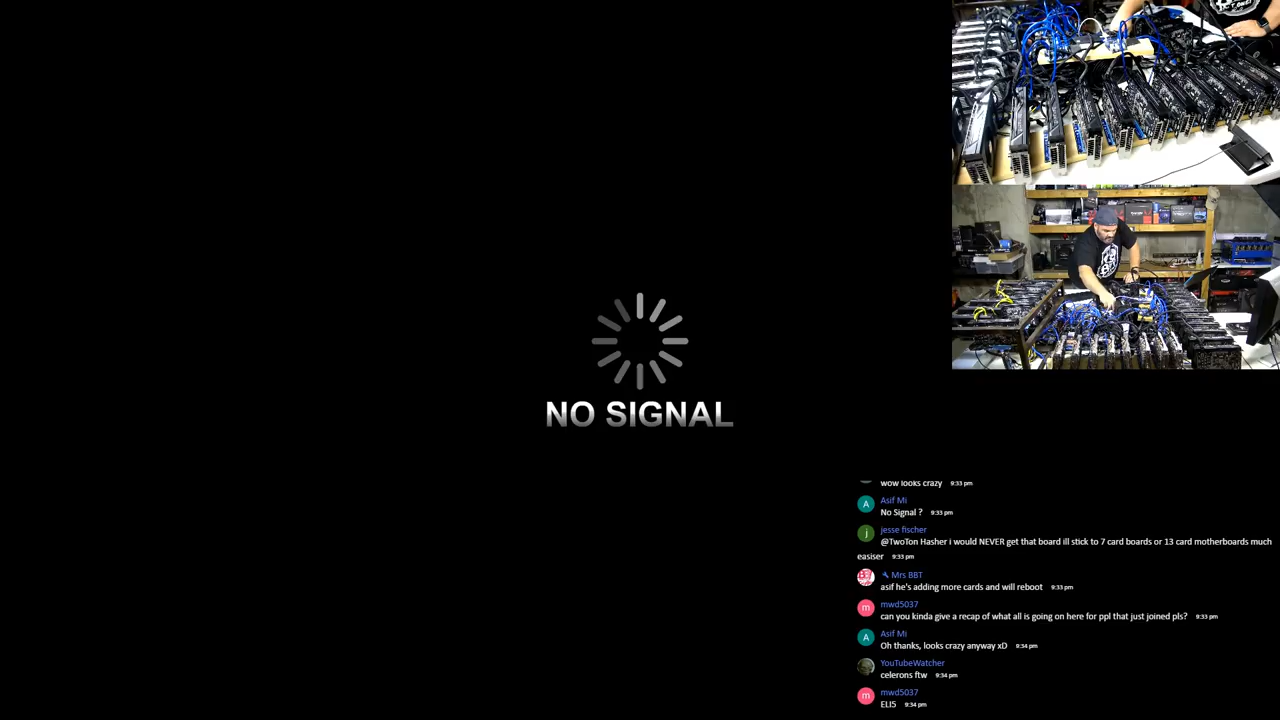 NO SIGNAL
wow looks crazy 9:33 pm
A Asif Mi
No Signal ? 9:33 pm
j jesse fischer
@TwoTon Hasher i would NEVER get that board ill stick to 7 card boards or 13 card motherboards much
easiser 9:33 pm
Mrs BBT
asif he's adding more cards and will reboot 9:33 pm
m mwd5037
can you kinda give a recap of what all is going on here for ppl that just joined pls? 9:33 pm
A Asif Mi
Oh thanks, looks crazy anyway xD 9:34 pm
YouTubeWatcher
celerons ftw 9:34 pm
m mwd5037
ELI5 9:34 pm